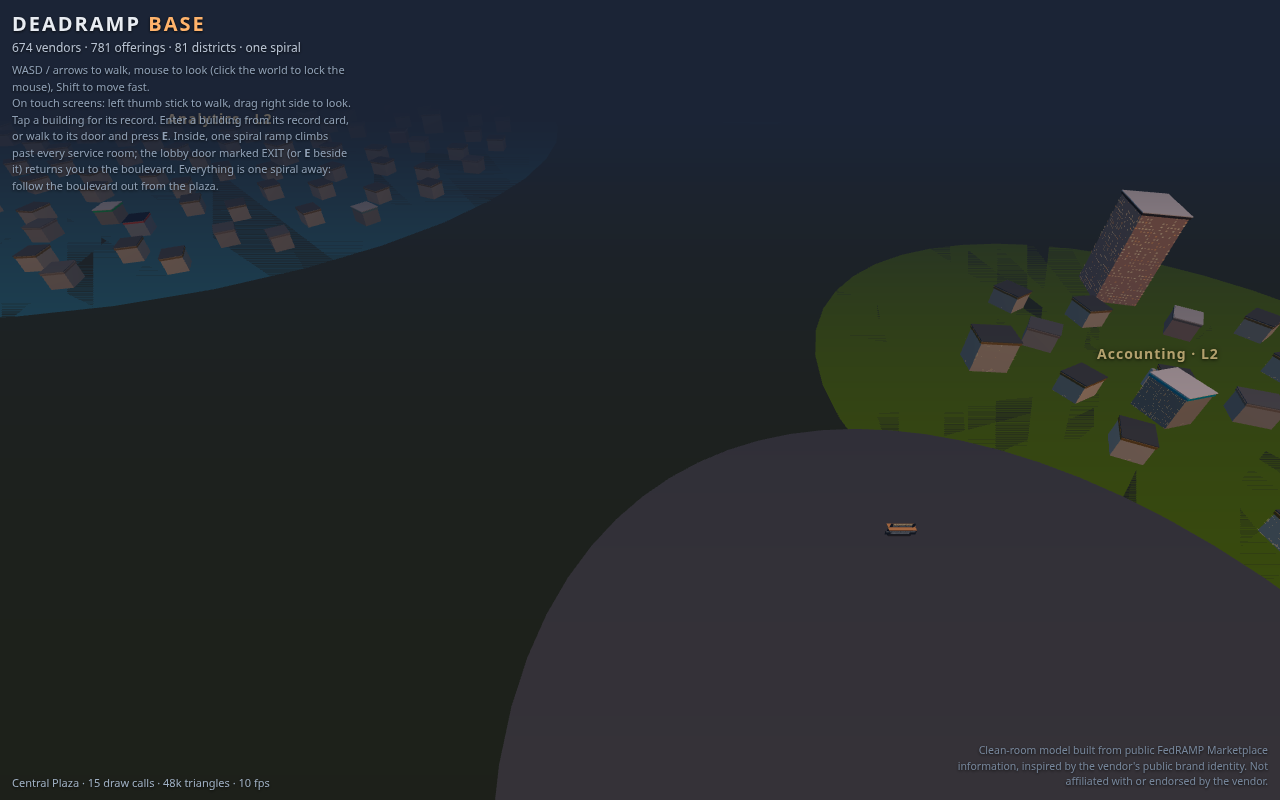 DEADRAMP BASE
674 vendors · 781 offerings · 81 districts · one spiral
WASD / arrows to walk, mouse to look (click the world to lock the
mouse), Shift to move fast.
On touch screens: left thumb stick to walk, drag right side to look.
Tap a building for its record. Enter a building from its record card,
or walk to its door and press E. Inside, one spiral ramp climbs
past every service room; the lobby door marked EXIT (or E beside
it) returns you to the boulevard. Everything is one spiral away:
follow the boulevard out from the plaza.
Analytics · L2
Accounting · L2
Clean-room model built from public FedRAMP Marketplace
information, inspired by the vendor's public brand identity. Not
affiliated with or endorsed by the vendor.
Central Plaza · 15 draw calls · 48k triangles · 10 fps